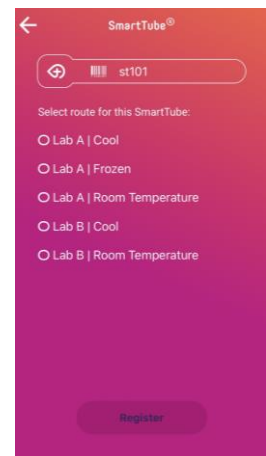 SmartTube®
st101
Select route for this SmartTube:
Lab A | Cool
Lab A | Frozen
Lab A | Room Temperature
Lab B | Cool
Lab B | Room Temperature
Register